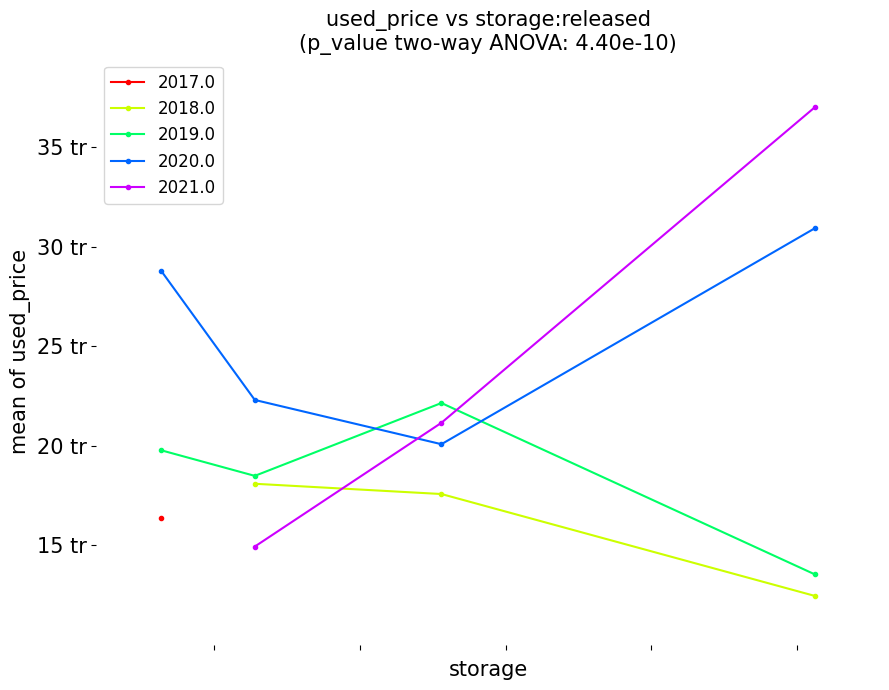 used_price vs storage:released
(p_value two-way ANOVA: 4.40e-10)
2017.0
2018.0
2019.0
2020.0
2021.0
35 tr
30 tr
25 tr
20 tr
15 tr
mean of used_price
storage